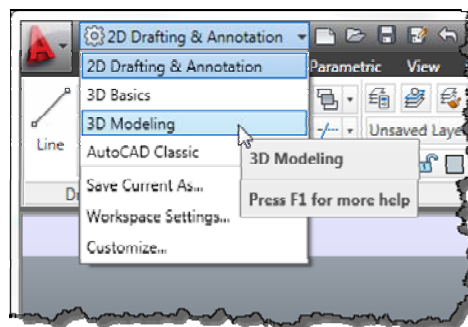 2D Drafting & Annotation
2D Drafting & Annotation
Parametric View
3D Basics
3D Modeling
Unsaved Laye
Line
AutoCAD Classic
3D Modeling
Save Current As...
Press F1 for more help
Workspace Settings...
Customize...